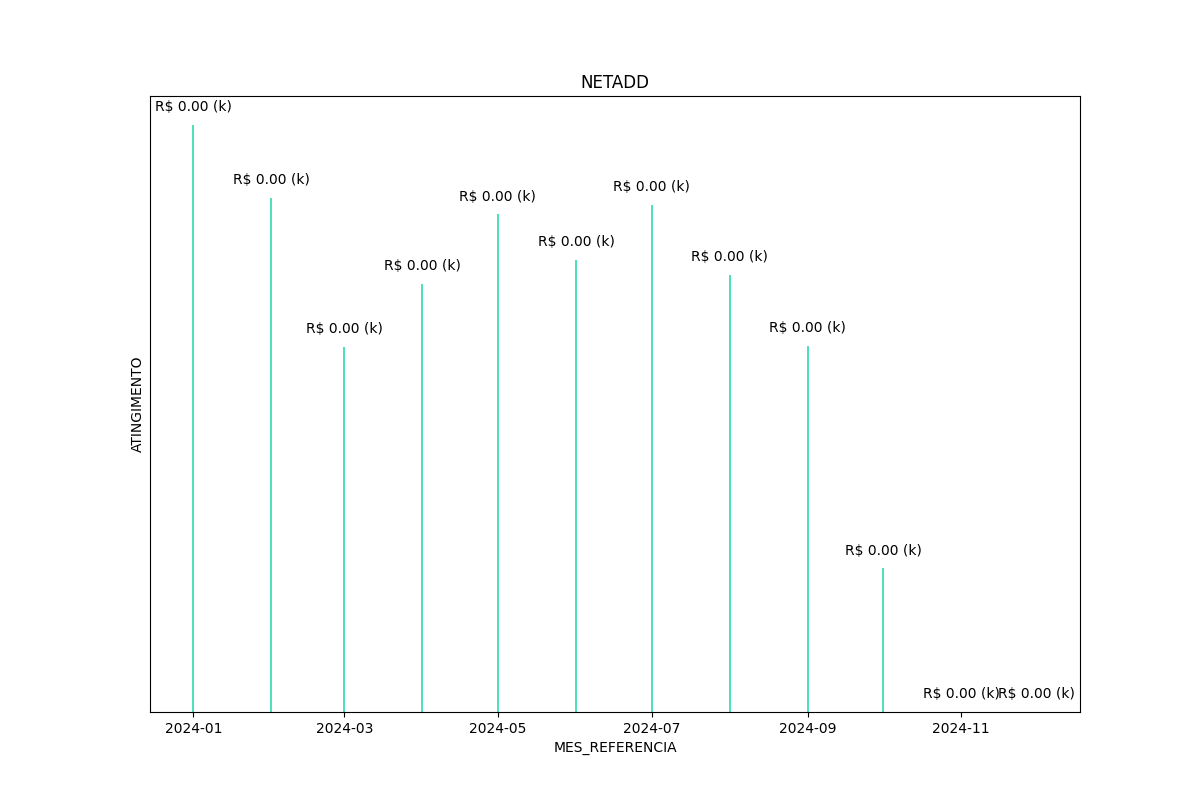 NETADD
R$ 0.00 (k)
R$ 0.00 (k)
R$ 0.00 (k)
R$ 0.00 (k)
R$ 0.00 (k)
R$ 0.00 (k)
R$ 0.00 (k)
R$ 0.00 (k)
R$ 0.00 (k)
R$ 0.00 (k)
R$ 0.00 (k)
R$ 0.00 (k)
ATINGIMENTO
2024-01
2024-03
2024-05
2024-07
2024-09
2024-11
MES_REFERENCIA